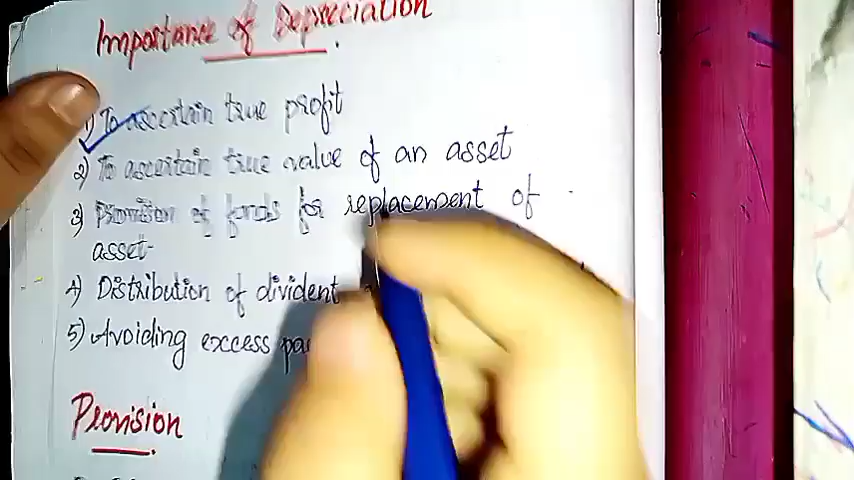 Importance of Depreciation
1) To ascertain true profit
2) To ascertain true value of an asset
3) Provision of funds for replacement of
asset
4) Distribution of divident
5) Avoiding excess
Provision